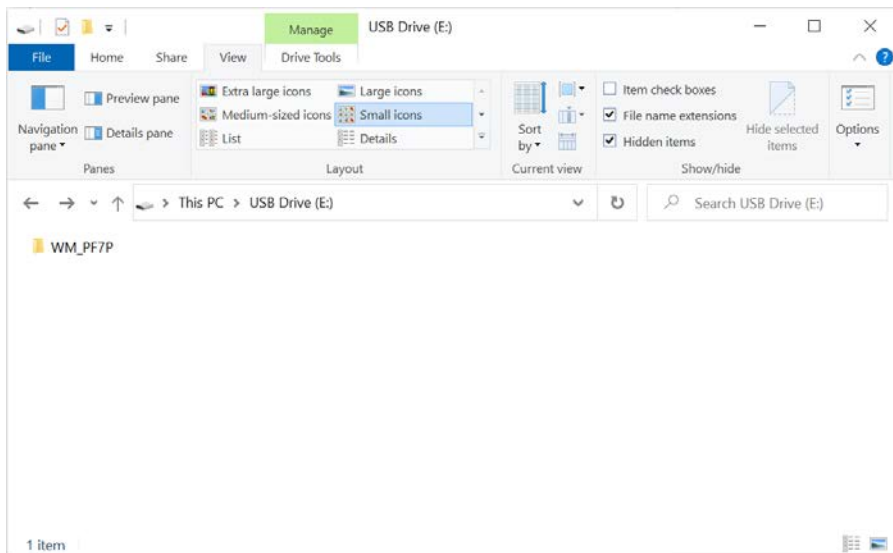 Manage USB Drive (E:)
File Home Share View Drive Tools
Preview pane
Details pane
Navigation
pane
Panes
Extra large icons Large icons
Medium-sized icons Small icons
List Details
Layout
Sort
by
Current view
Item check boxes
File name extensions
Hidden items
Hide selected
items
Show/hide
Options
This PC > USB Drive (E:)
Search USB Drive (E:)
WM_PF7P
1 item